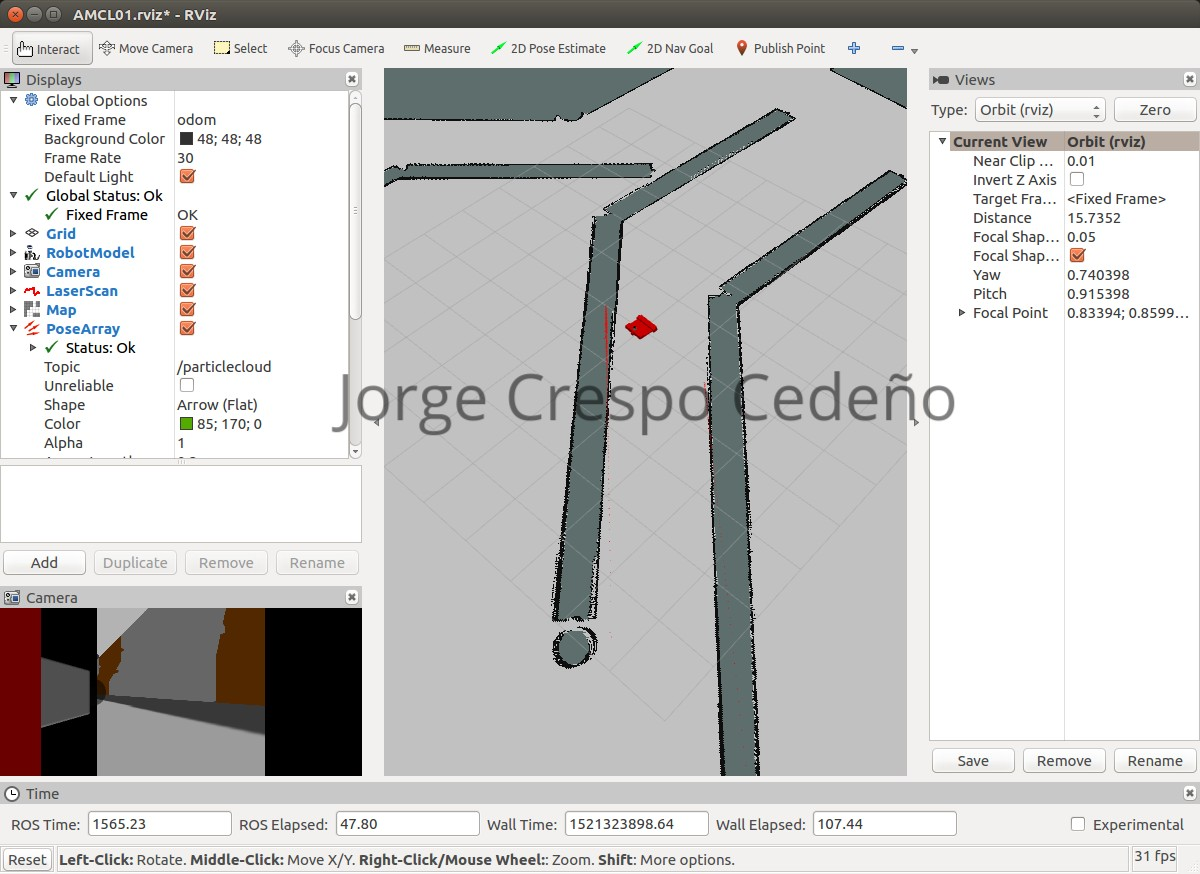 AMCL01.rviz* - RViz
Interact Move Camera Select Focus Camera Measure 2D Pose Estimate 2D Nav Goal Publish Point
Displays
Global Options
Fixed Frame odom
Background Color 48; 48; 48
Frame Rate 30
Default Light
Global Status: Ok
Fixed Frame OK
Grid
RobotModel
Camera
LaserScan
Map
PoseArray
Status: Ok
Topic /particlecloud
Unreliable
Shape Arrow (Flat)
Color 85; 170; 0
Alpha 1
Add Duplicate Remove Rename
Camera
Jorge Crespo Cedeño
Views
Type: Orbit (rviz) Zero
Current View Orbit (rviz)
Near Clip ... 0.01
Invert Z Axis
Target Fra... <Fixed Frame>
Distance 15.7352
Focal Shap... 0.05
Focal Shap...
Yaw 0.740398
Pitch 0.915398
Focal Point 0.83394; 0.8599...
Save Remove Rename
Time
ROS Time: 1565.23 ROS Elapsed: 47.80 Wall Time: 1521323898.64 Wall Elapsed: 107.44 Experimental
Reset Left-Click: Rotate. Middle-Click: Move X/Y. Right-Click/Mouse Wheel:: Zoom. Shift: More options. 31 fps